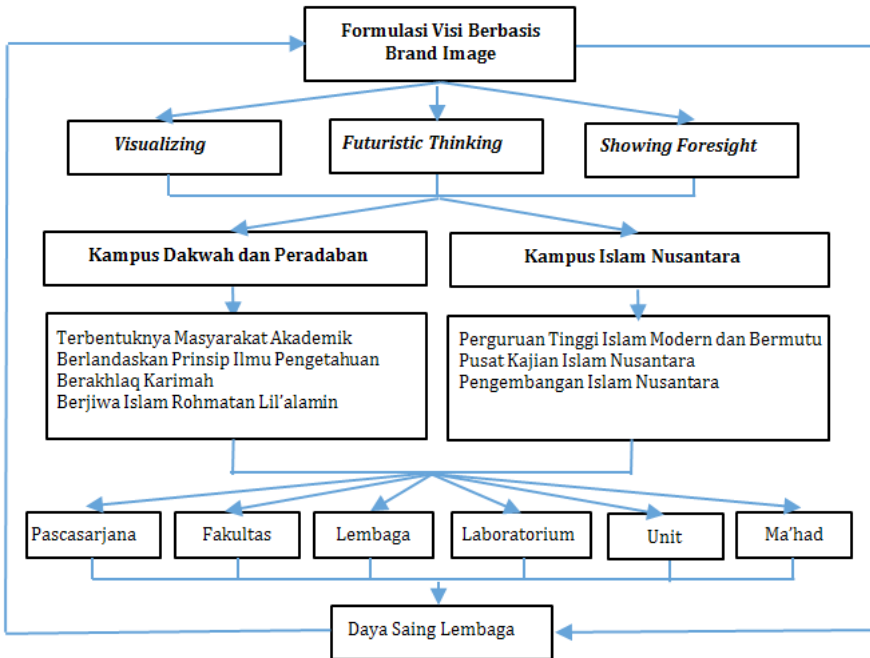 Formulasi Visi Berbasis
Brand Image
Visualizing
Futuristic Thinking
Showing Foresight
Kampus Dakwah dan Peradaban
Kampus Islam Nusantara
Terbentuknya Masyarakat Akademik
Berlandaskan Prinsip Ilmu Pengetahuan
Berakhlaq Karimah
Berjiwa Islam Rohmatan Lil’alamin
Perguruan Tinggi Islam Modern dan Bermutu
Pusat Kajian Islam Nusantara
Pengembangan Islam Nusantara
Pascasarjana
Fakultas
Lembaga
Laboratorium
Unit
Ma’had
Daya Saing Lembaga